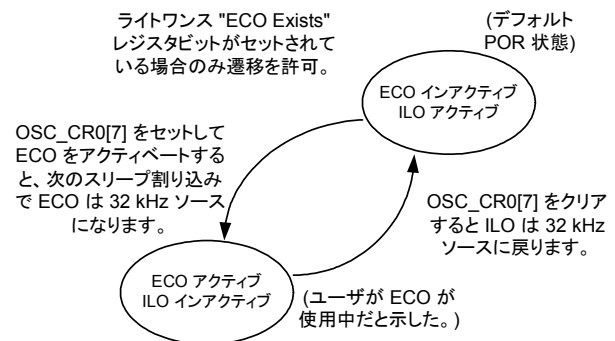 ライトワンス "ECO Exists"
レジスタビットがセットされて
いる場合のみ遷移を許可。
(デフォルト
POR 状態)
ECO インアクティブ
ILO アクティブ
OSC_CR0[7] をセットして
ECO をアクティベートする
と、次のスリープ割り込み
で ECO は 32 kHz ソース
になります。
OSC_CR0[7] をクリア
すると ILO は 32 kHz
ソースに戻ります。
ECO アクティブ
ILO インアクティブ
(ユーザが ECO が
使用中だと示した。)